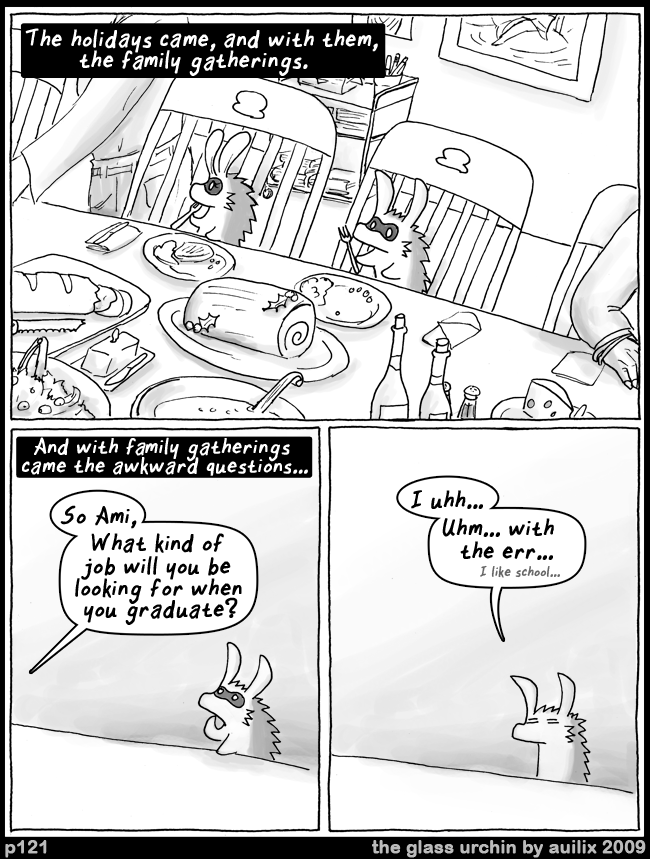 The holidays came, and with them,
the family gatherings.
And with family gatherings
came the awkward questions...
So Ami,
What kind of
job will you be
looking for when
you graduate?
I uhh...
Uhm... with
the err...
I like school...
p121
the glass urchin by auilix 2009